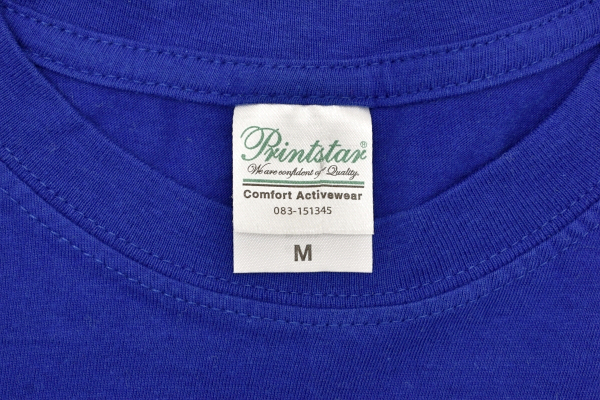 Printstar®
We are confident of Quality.
Comfort Activewear
083-151345
M